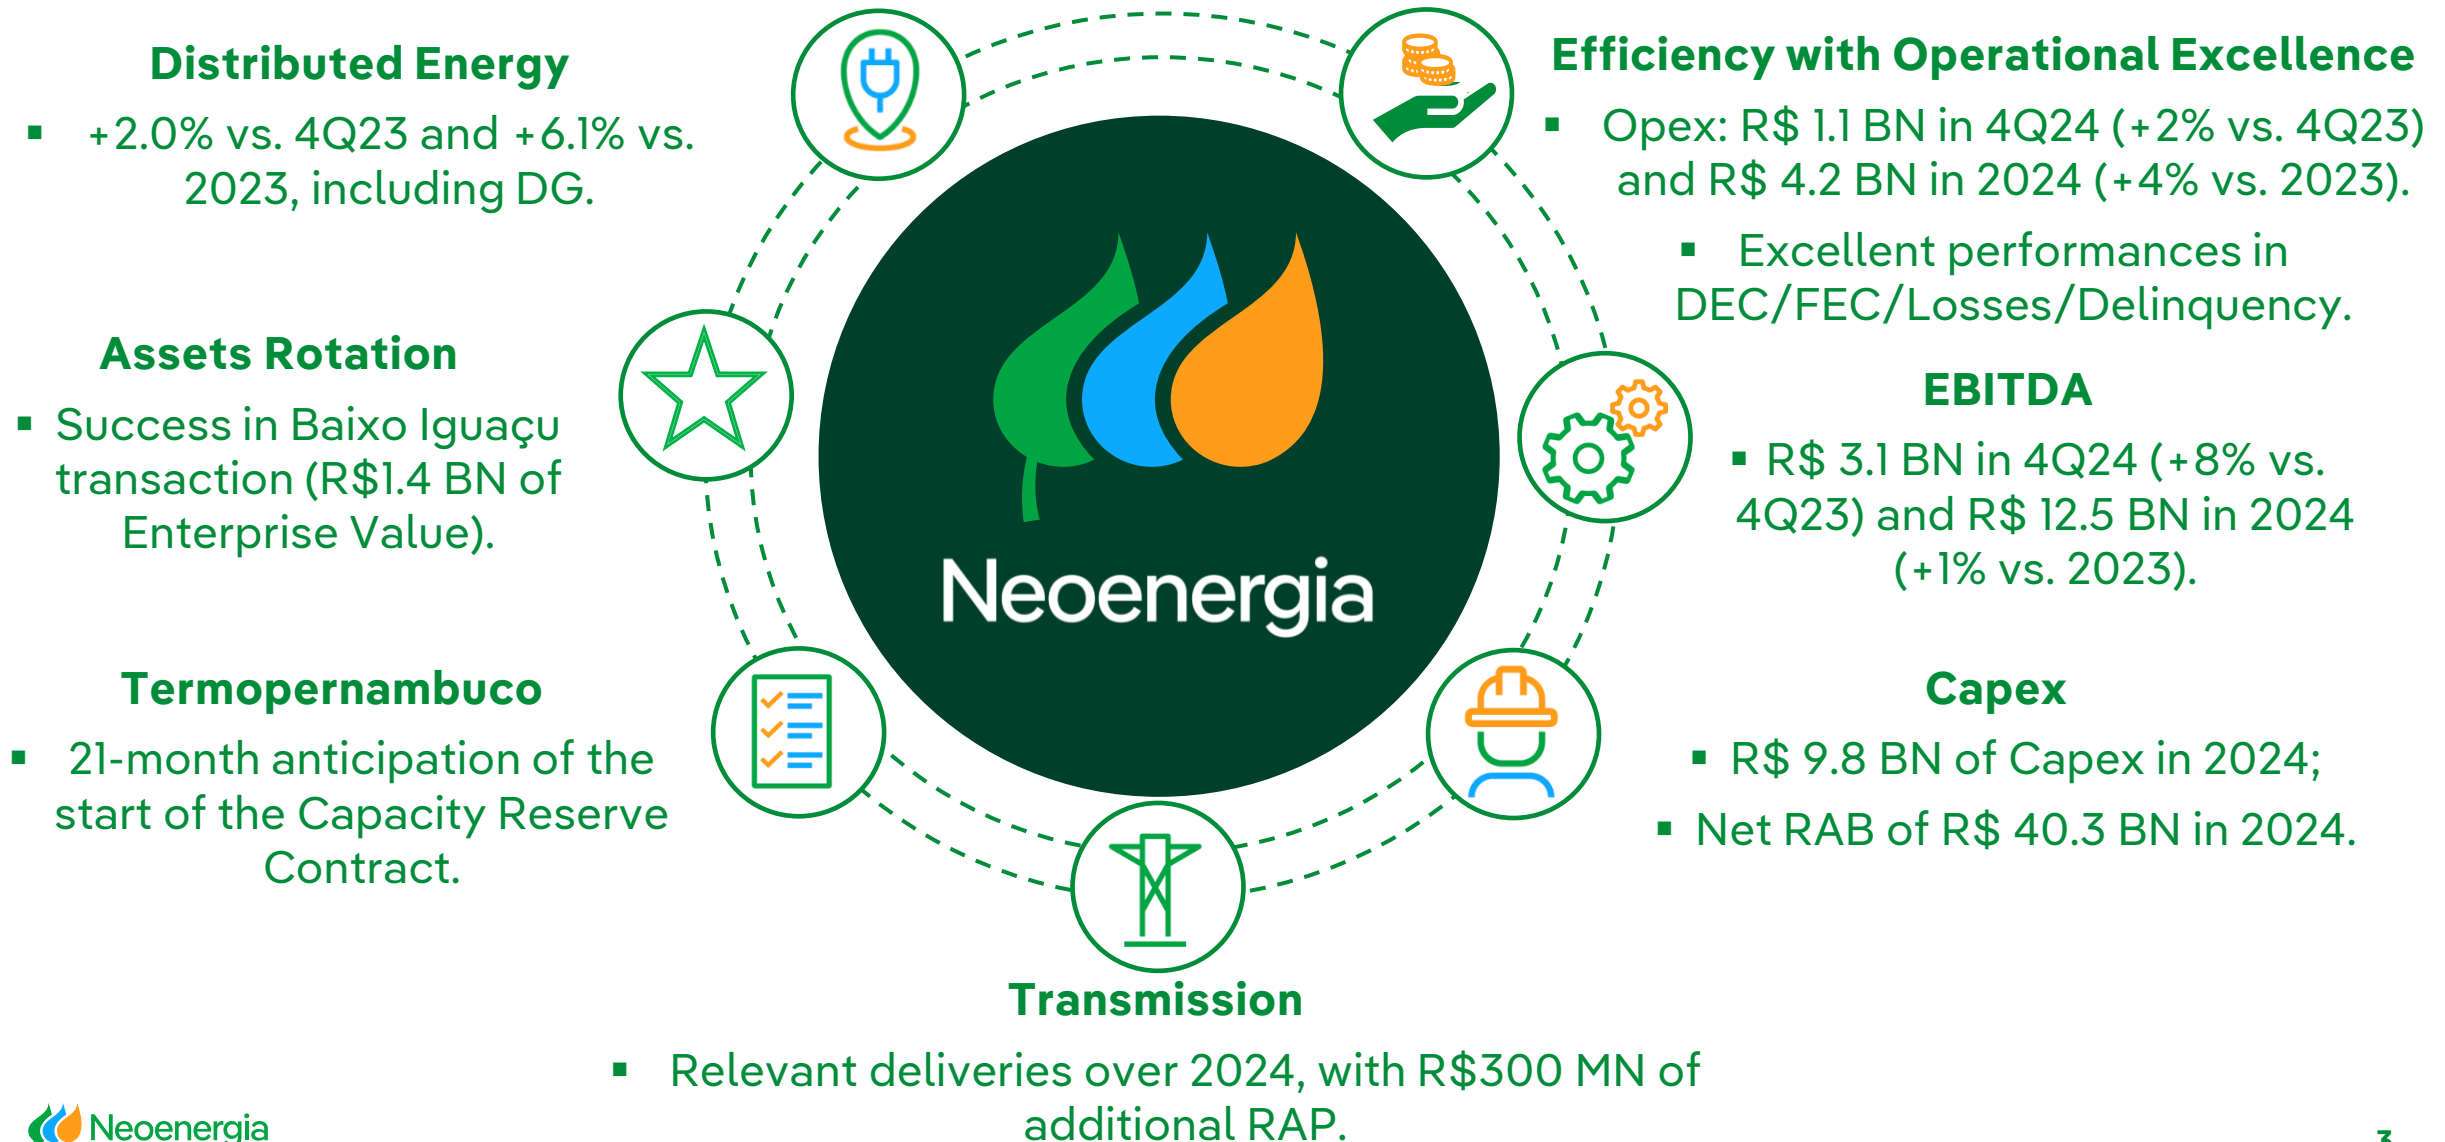 Distributed Energy
▪ +2.0% vs. 4Q23 and +6.1% vs.
2023, including DG.
Assets Rotation
▪ Success in Baixo Iguaçu
transaction (R$1.4 BN of
Enterprise Value).
Termopernambuco
▪ 21-month anticipation of the
start of the Capacity Reserve
Contract.
Neoenergia
Efficiency with Operational Excellence
▪ Opex: R$ 1.1 BN in 4Q24 (+2% vs. 4Q23)
and R$ 4.2 BN in 2024 (+4% vs. 2023).
▪ Excellent performances in
DEC/FEC/Losses/Delinquency.
EBITDA
▪ R$ 3.1 BN in 4Q24 (+8% vs.
4Q23) and R$ 12.5 BN in 2024
(+1% vs. 2023).
Capex
▪ R$ 9.8 BN of Capex in 2024;
▪ Net RAB of R$ 40.3 BN in 2024.
Transmission
▪ Relevant deliveries over 2024, with R$300 MN of
additional RAP.
Neoenergia
3